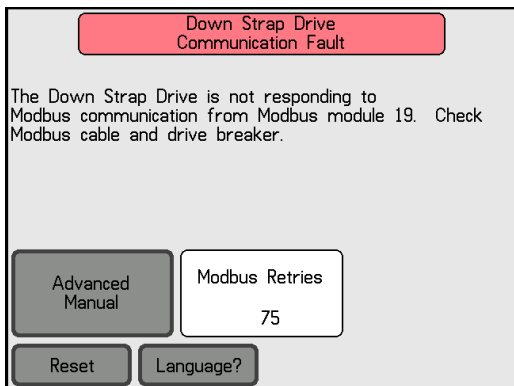 Down Strap Drive
Communication Fault
The Down Strap Drive is not responding to
Modbus communication from Modbus module 19.  Check
Modbus cable and drive breaker.
Advanced
Manual
Modbus Retries
75
Reset
Language?